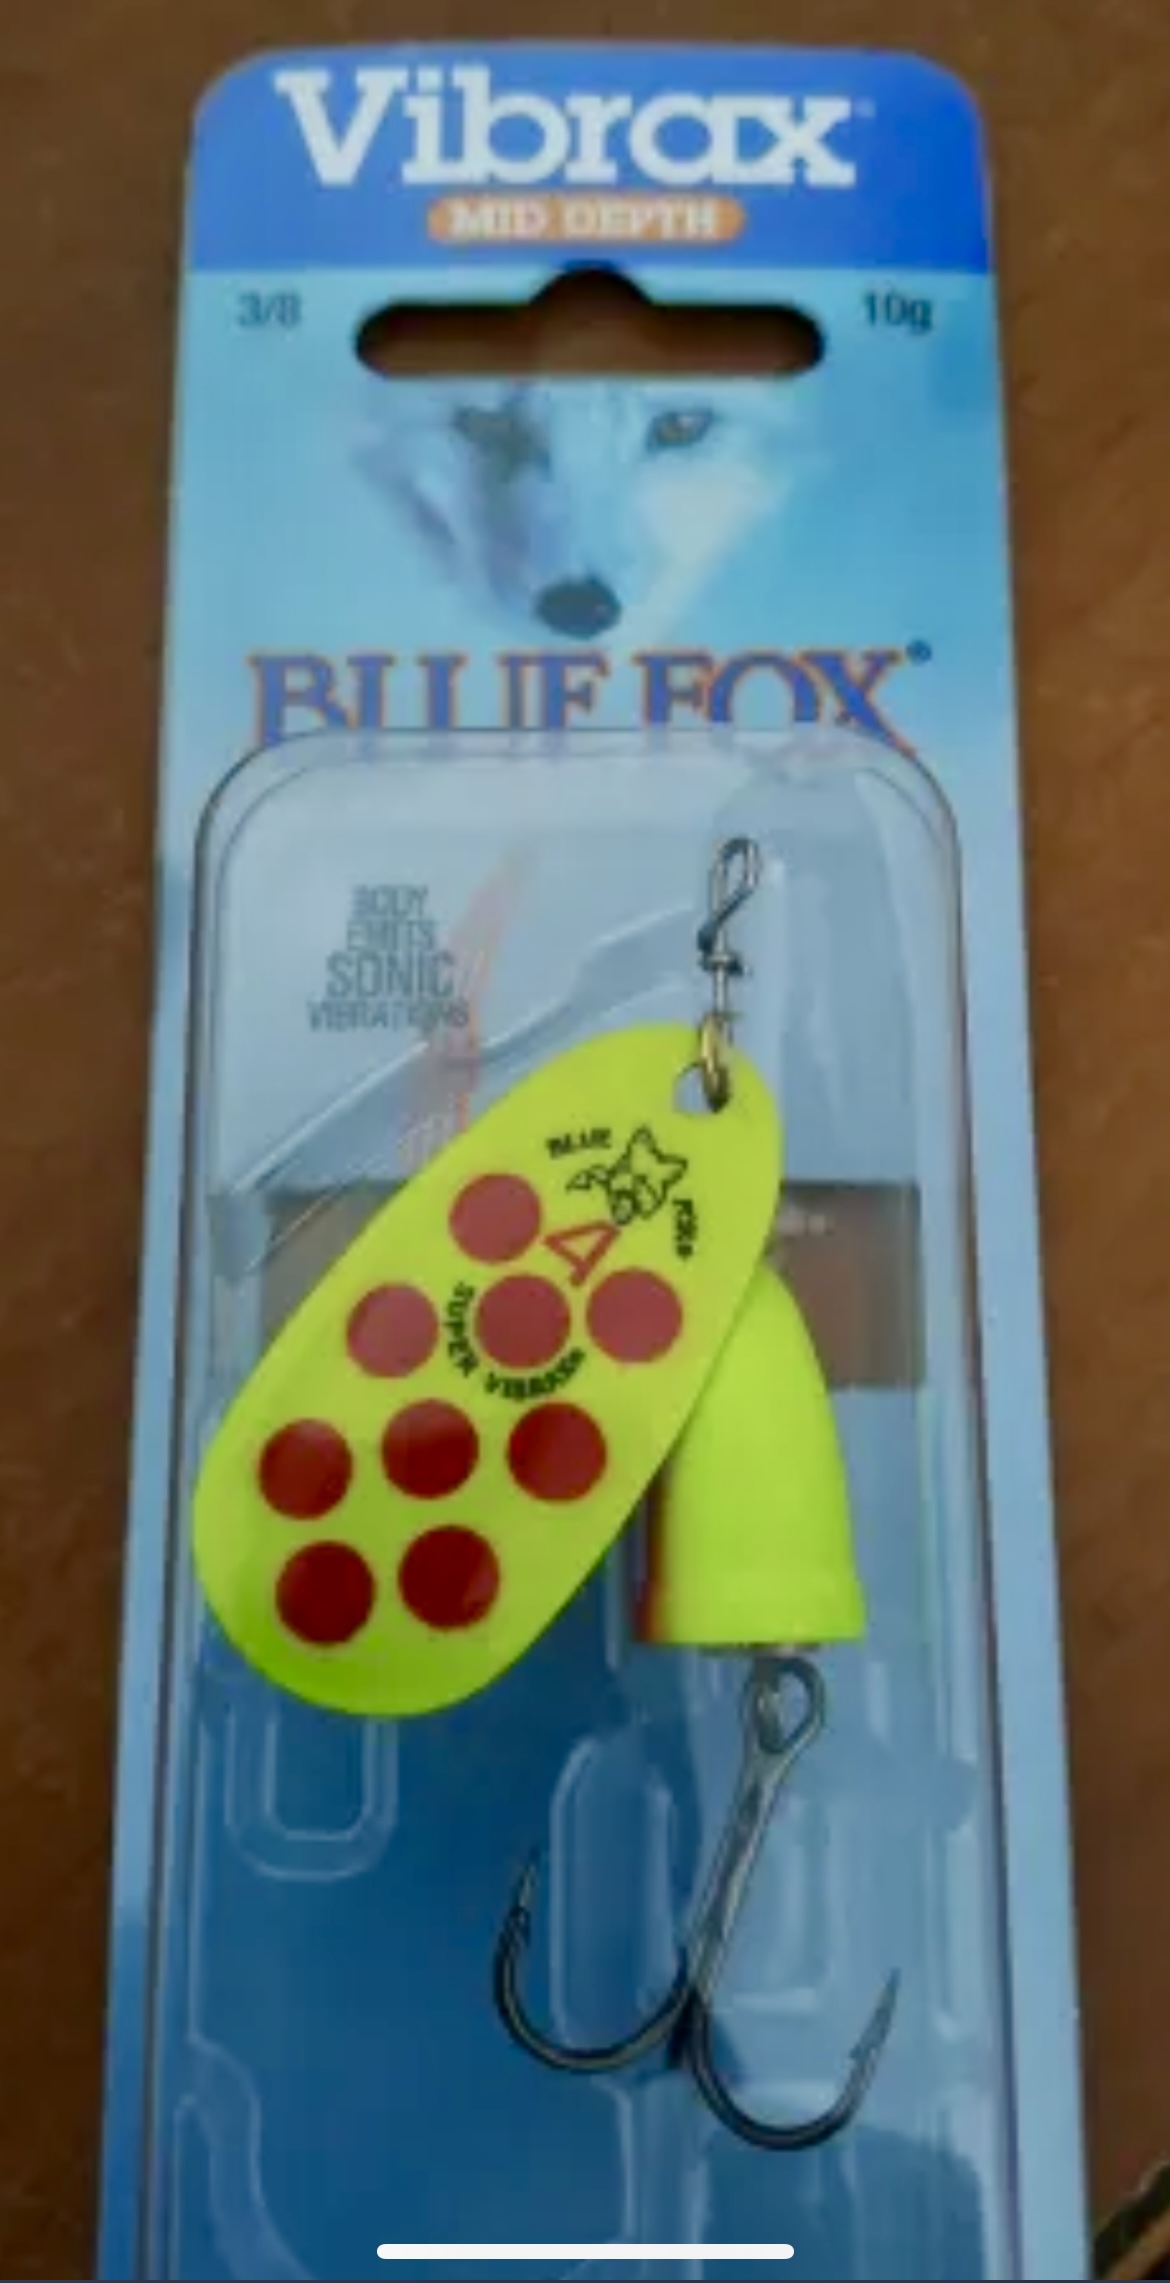 Vibrax
MID DEPTH
3/8
10g
BLUE FOX®
BODY
EMITS
SONIC
VIBRATIONS
BLUE
FOX®
4
SUPER VIBRAX®